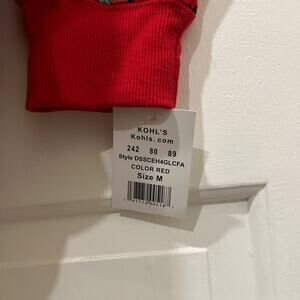 KOHL'S
Kohls.com
242 80 89
Style DSSCEH4GLCFA
COLOR RED
Size M